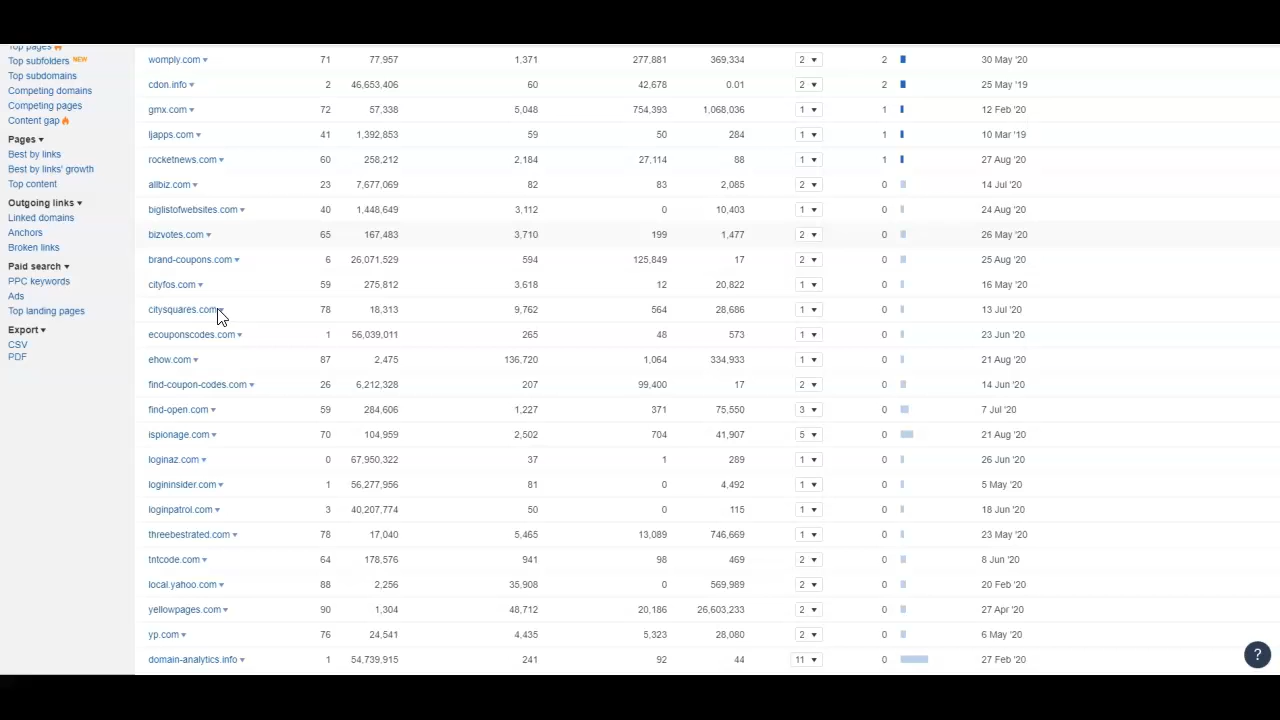 Top pages
Top subfolders NEW
Top subdomains
Competing domains
Competing pages
Content gap
Pages
Best by links
Best by links' growth
Top content
Outgoing links
Linked domains
Anchors
Broken links
Paid search
PPC keywords
Ads
Top landing pages
Export
CSV
PDF
womply.com 71 77,957 1,371 277,881 369,334 2 2 30 May '20
cdon.info 2 46,653,406 60 42,678 0.01 2 2 25 May '19
gmx.com 72 57,338 5,048 754,393 1,068,036 1 1 12 Feb '20
ljapps.com 41 1,392,853 59 50 284 1 1 10 Mar '19
rocketnews.com 60 258,212 2,184 27,114 88 1 1 27 Aug '20
allbiz.com 23 7,677,069 82 83 2,085 2 0 14 Jul '20
biglistofwebsites.com 40 1,448,649 3,112 0 10,403 1 0 24 Aug '20
bizvotes.com 65 167,483 3,710 199 1,477 2 0 26 May '20
brand-coupons.com 6 26,071,529 594 125,849 17 2 0 25 Aug '20
cityfos.com 59 275,812 3,618 12 20,822 1 0 16 May '20
citysquares.com 78 18,313 9,762 564 28,686 1 0 13 Jul '20
ecouponscodes.com 1 56,039,011 265 48 573 1 0 23 Jun '20
ehow.com 87 2,475 136,720 1,064 334,933 1 0 21 Aug '20
find-coupon-codes.com 26 6,212,328 207 99,400 17 2 0 14 Jun '20
find-open.com 59 284,606 1,227 371 75,550 3 0 7 Jul '20
ispionage.com 70 104,959 2,502 704 41,907 5 0 21 Aug '20
loginaz.com 0 67,950,322 37 1 289 1 0 26 Jun '20
logininsider.com 1 56,277,956 81 0 4,492 1 0 5 May '20
loginpatrol.com 3 40,207,774 50 0 115 1 0 18 Jun '20
threebestrated.com 78 17,040 5,465 13,089 746,669 1 0 23 May '20
tntcode.com 64 178,576 941 98 469 2 0 8 Jun '20
local.yahoo.com 88 2,256 35,908 0 569,989 2 0 20 Feb '20
yellowpages.com 90 1,304 48,712 20,186 26,603,233 2 0 27 Apr '20
yp.com 76 24,541 4,435 5,323 28,080 2 0 6 May '20
domain-analytics.info 1 54,739,915 241 92 44 11 0 27 Feb '20
?